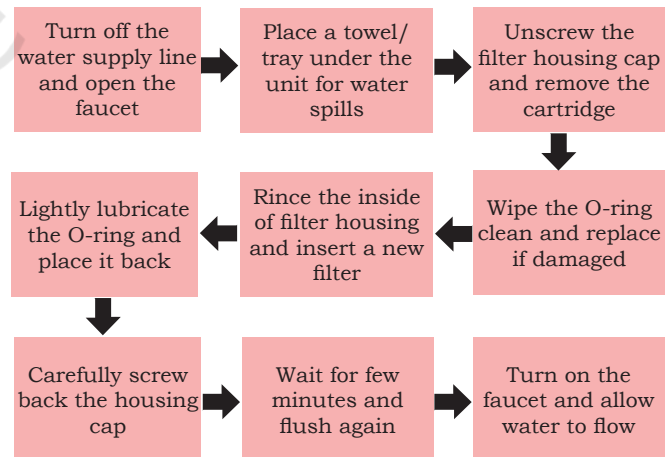 Turn off the
water supply line
and open the
faucet
Place a towel/
tray under the
unit for water
spills
Unscrew the
filter housing cap
and remove the
cartridge
Wipe the O-ring
clean and replace
if damaged
Rince the inside
of filter housing
and insert a new
filter
Lightly lubricate
the O-ring and
place it back
Carefully screw
back the housing
cap
Wait for few
minutes and
flush again
Turn on the
faucet and allow
water to flow